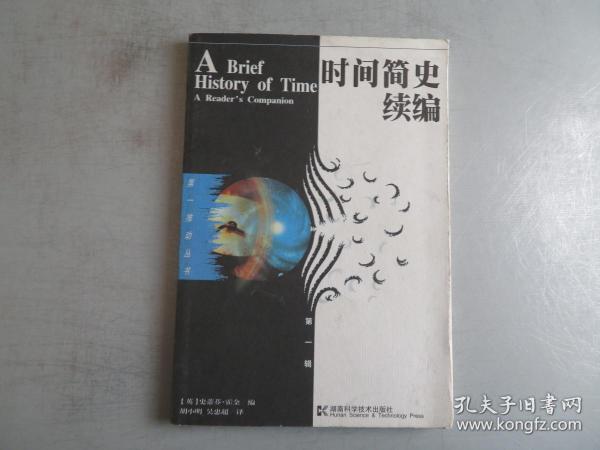 A Brief
History of Time
A Reader's Companion
时间简史
续编
第一推动丛书
第一辑
[英]史蒂芬·霍金 编
胡小明 吴忠超 译
湖南科学技术出版社
Hunan Science & Technology Press
孔夫子旧书网
www.kongfz.com